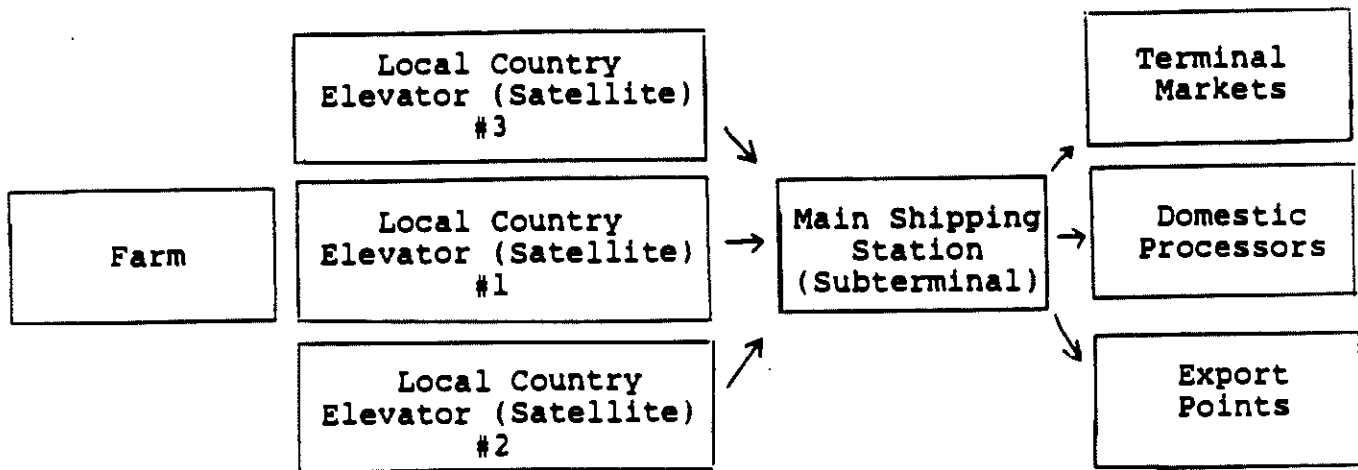 Farm
Local Country
Elevator (Satellite)
#3
Local Country
Elevator (Satellite)
#1
Local Country
Elevator (Satellite)
#2
Main Shipping
Station
(Subterminal)
Terminal
Markets
Domestic
Processors
Export
Points